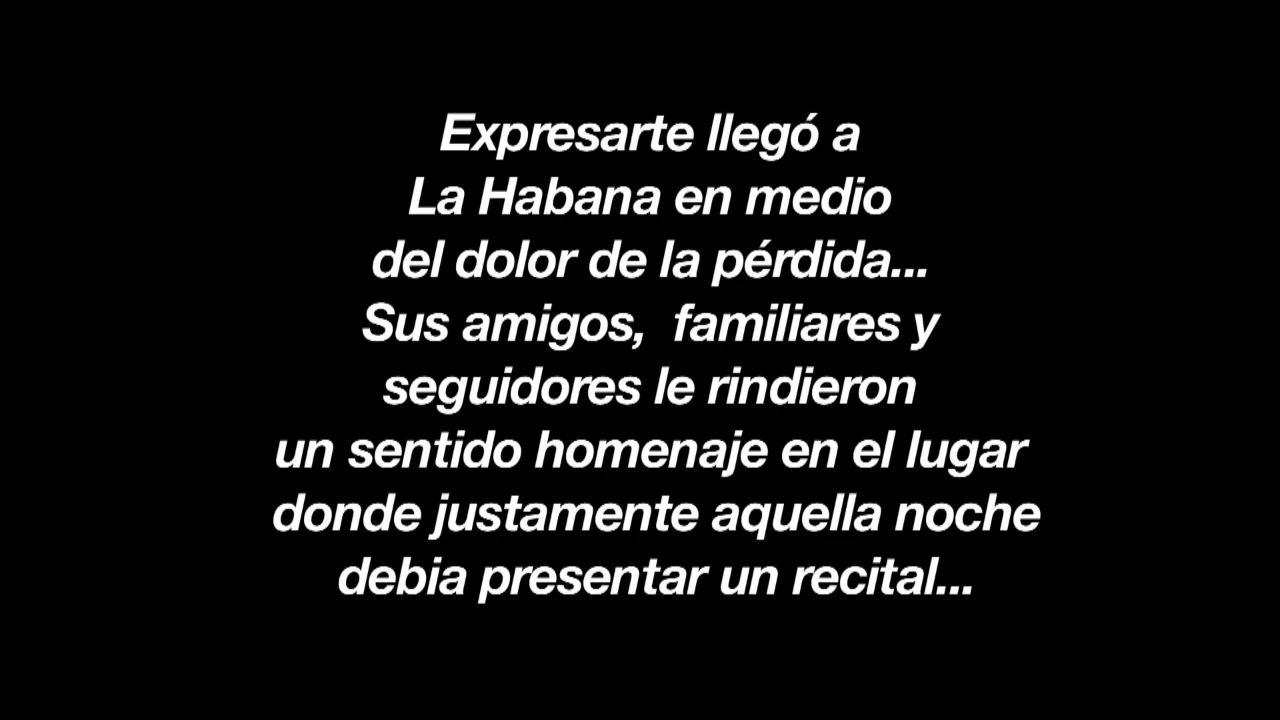 Expresarte llegó a
La Habana en medio
del dolor de la pérdida...
Sus amigos,  familiares y
seguidores le rindieron
un sentido homenaje en el lugar
donde justamente aquella noche
debia presentar un recital...